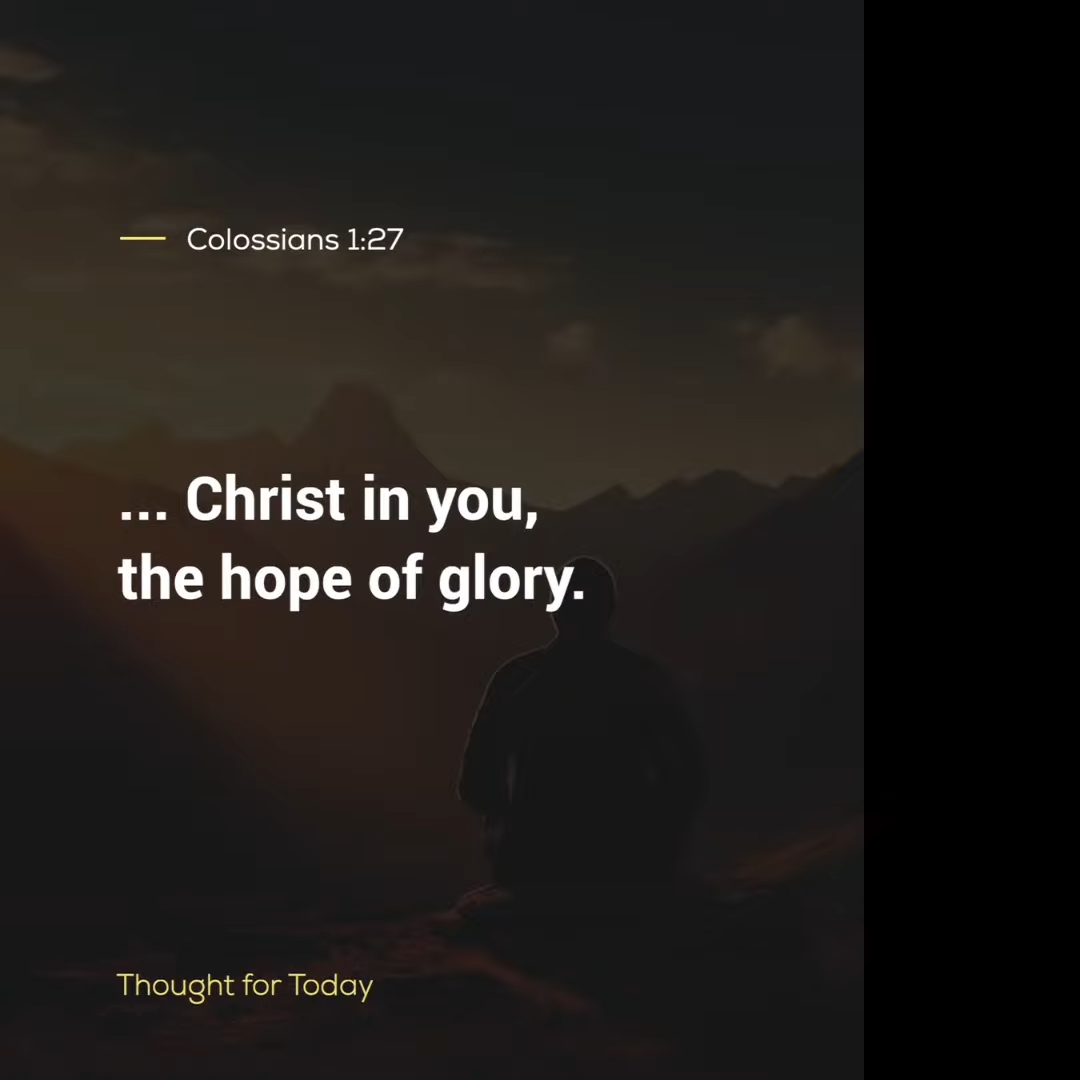 Colossians 1:27
... Christ in you,
the hope of glory.
Thought for Today